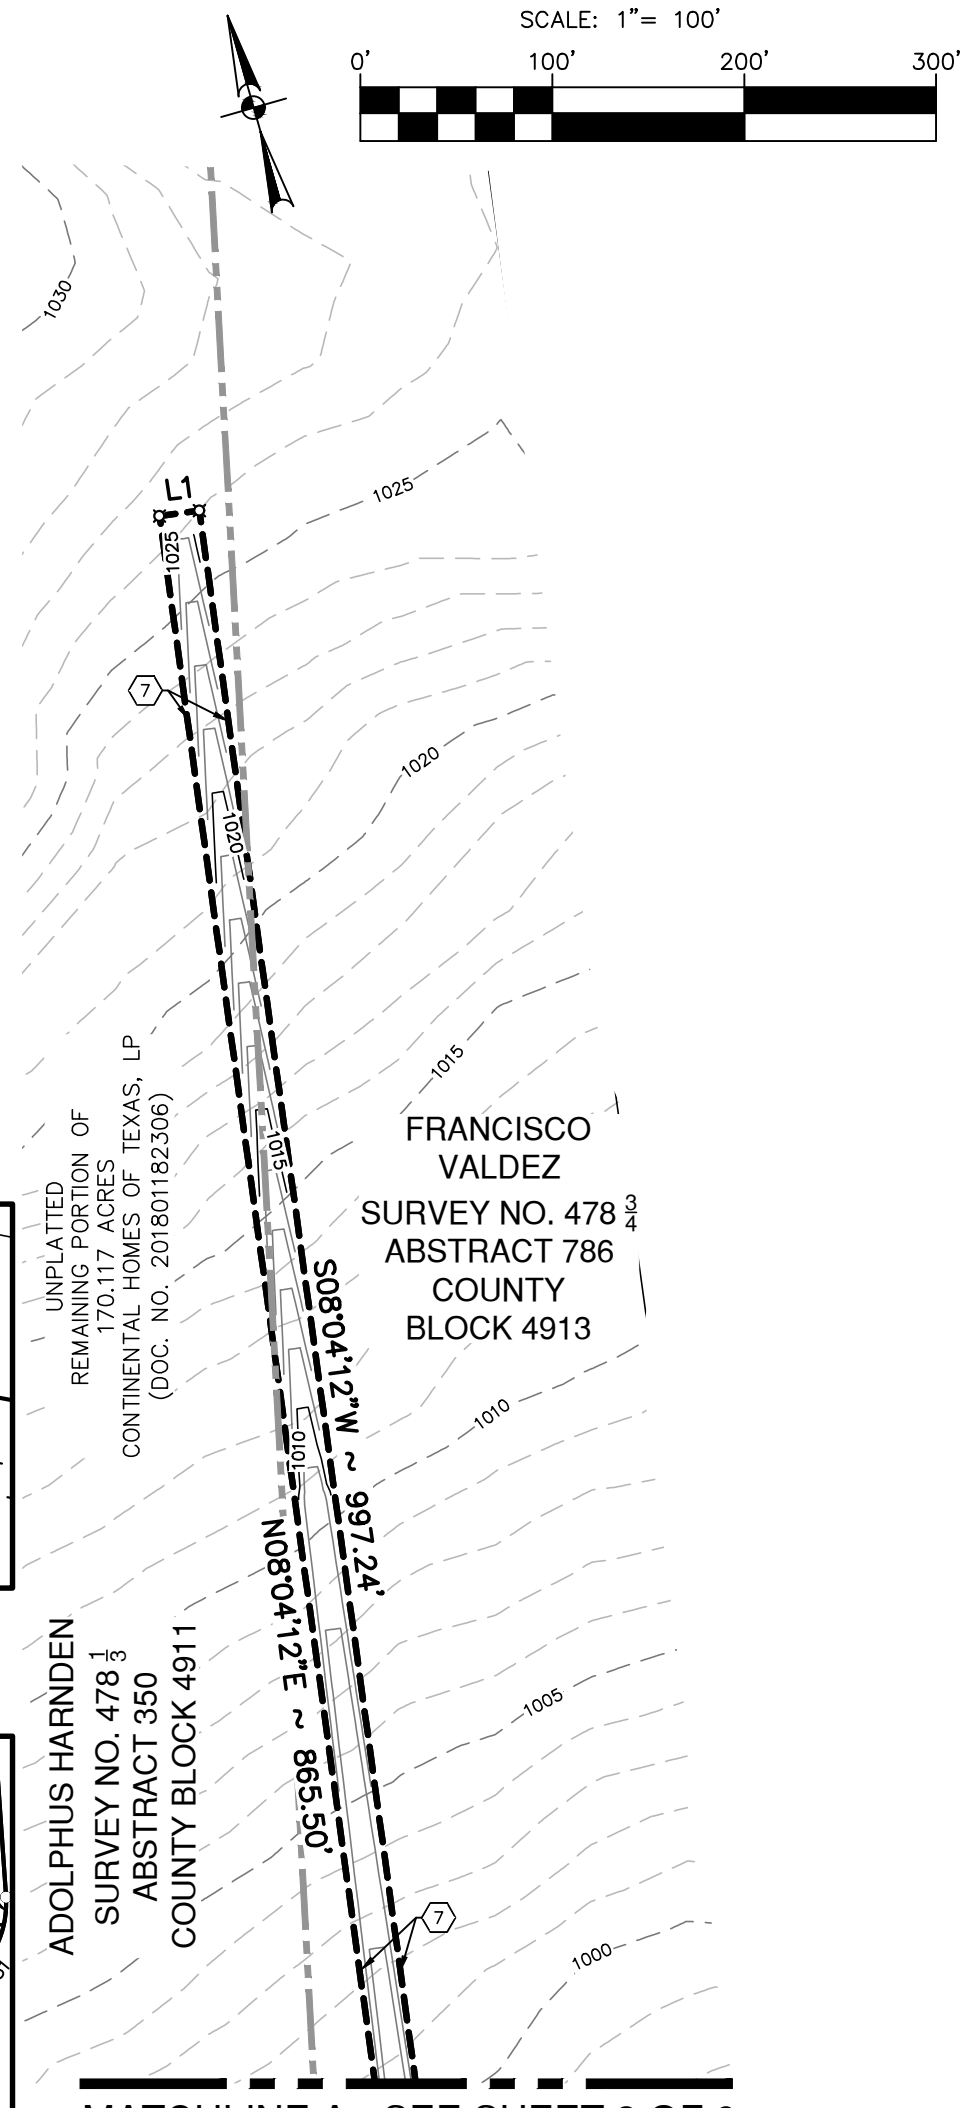 SCALE: 1”= 100’
0’ 100’ 200’ 300’
1030
L1
1025
1025
7
1020
1020
1015
1015
UNPLATTED
REMAINING PORTION OF
170.117 ACRES
CONTINENTAL HOMES OF TEXAS, LP
(DOC. NO. 201801182306)
FRANCISCO
VALDEZ
SURVEY NO. 478 3/4
ABSTRACT 786
COUNTY
BLOCK 4913
S08°04’12”W ~ 997.24’
1010
1010
N08°04’12”E ~ 865.50’
ADOLPHUS HARNDEN
SURVEY NO. 478 1/3
ABSTRACT 350
COUNTY BLOCK 4911
1005
7
1000